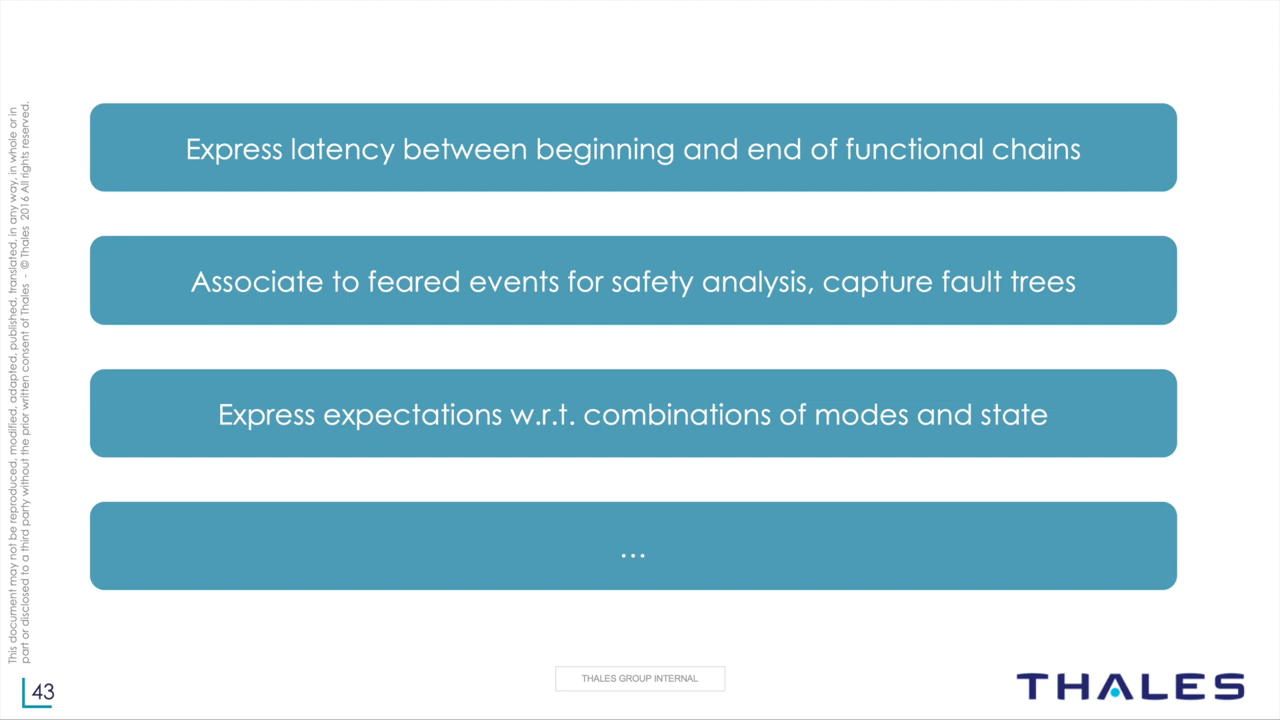 Express latency between beginning and end of functional chains
Associate to feared events for safety analysis, capture fault trees
Express expectations w.r.t. combinations of modes and state
...
This document may not be reproduced, modified, adapted, published, translated, in any way, in whole or in
part or disclosed to a third party without the prior written consent of Thales - © Thales 2016 All rights reserved.
43
THALES GROUP INTERNAL
THALES